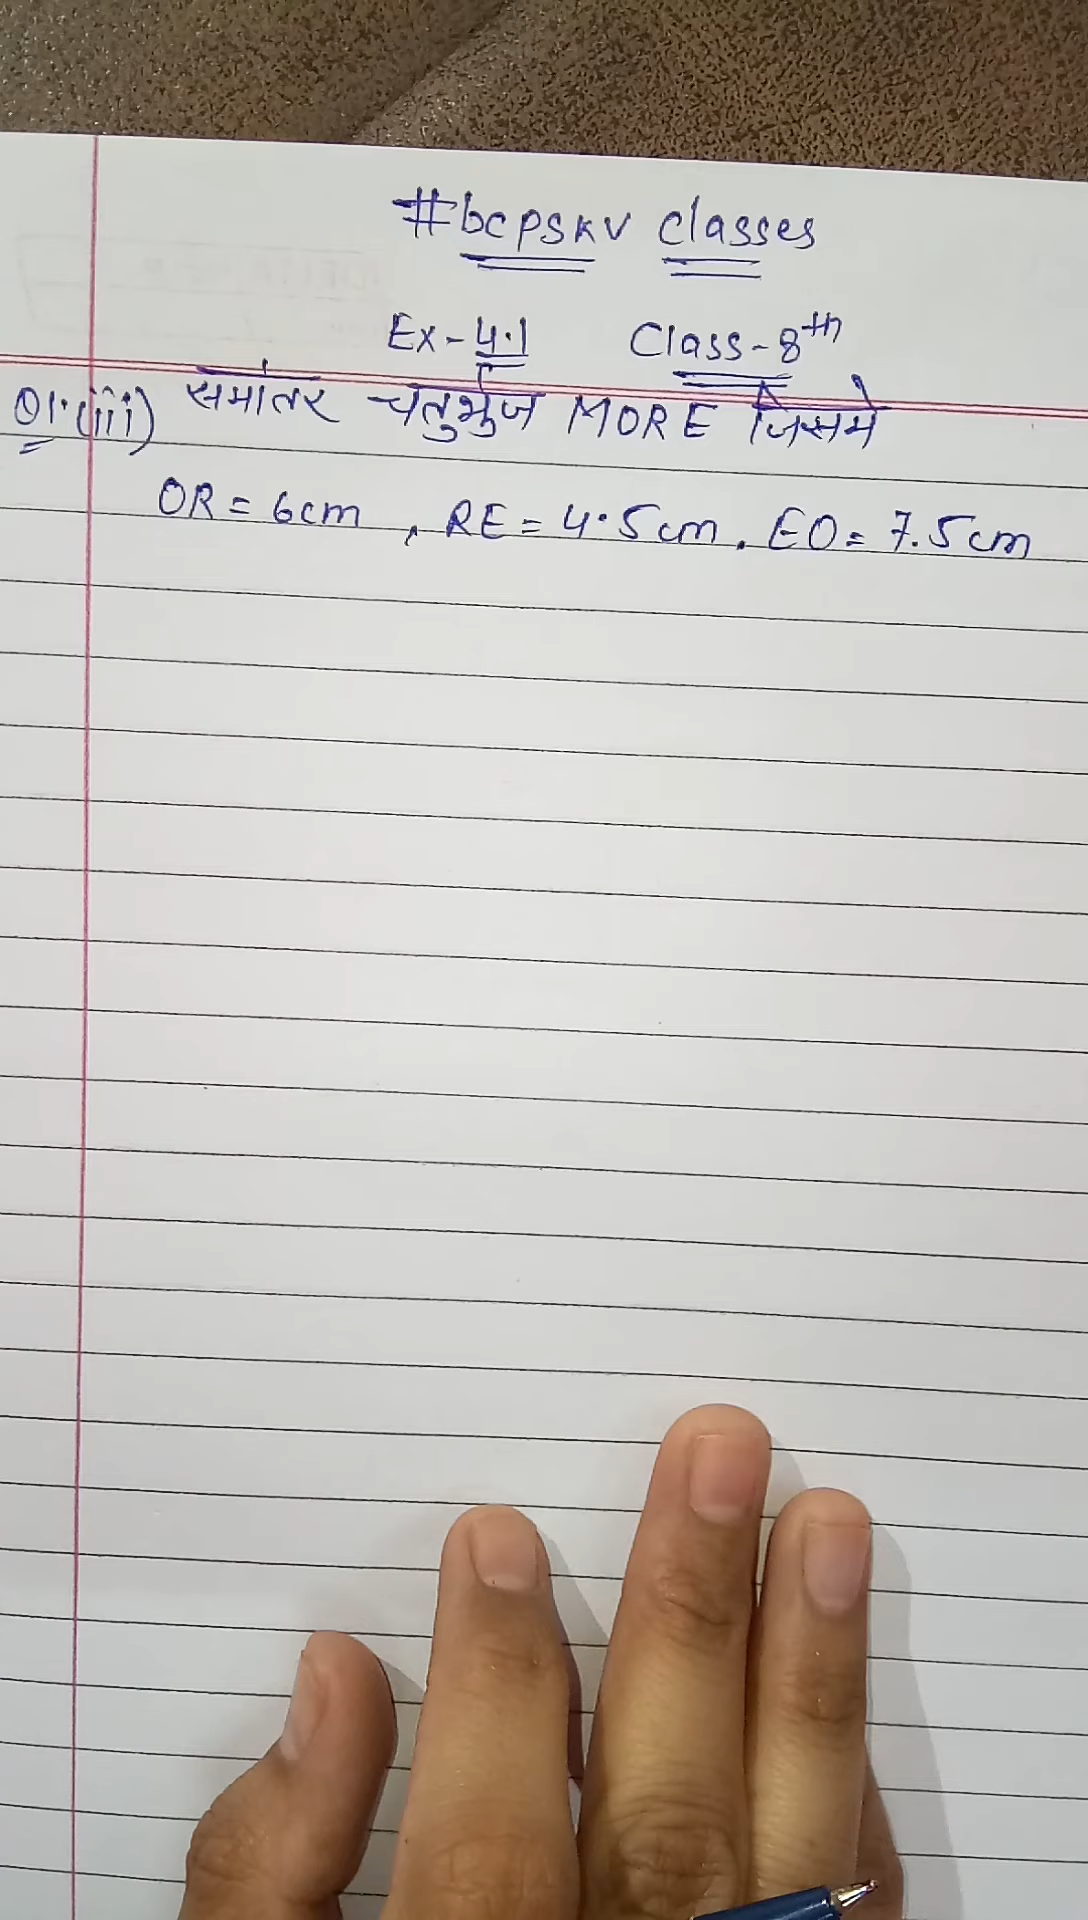 #bcpskv classes
Ex-4.1 Class-8th
Q1.(iii) समांतर चतुर्भुज MORE जिसमे
OR = 6cm, RE = 4.5cm, EO = 7.5cm